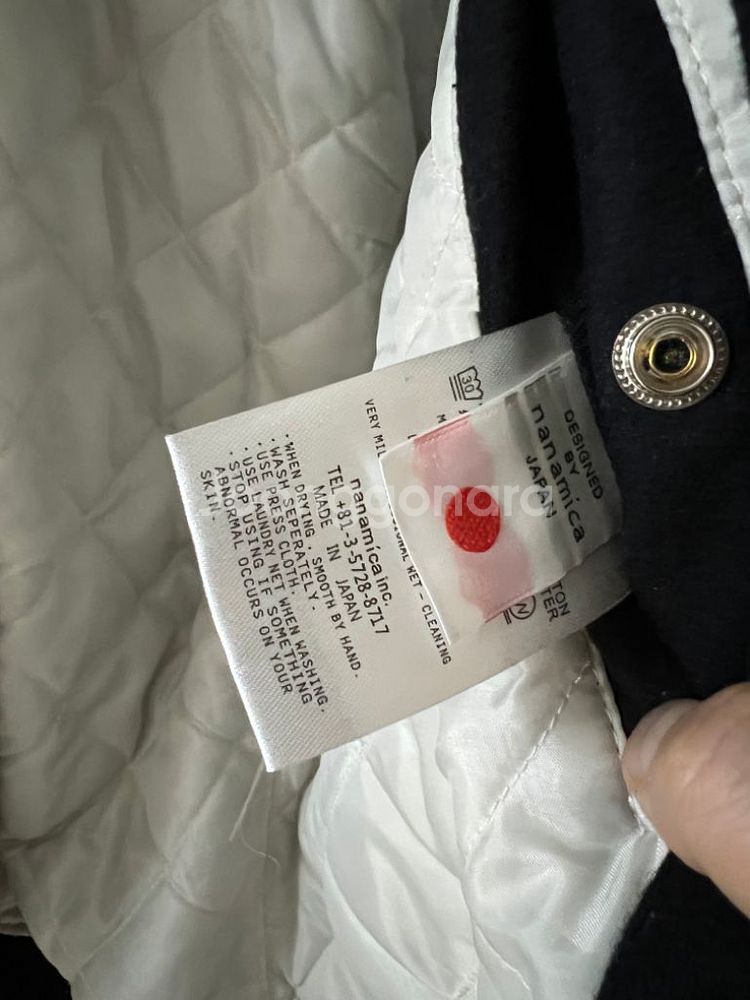 DESIGNED
BY
nanamica
JAPAN
30
VERY MIL
ONAL WET - CLEANING
TON
TER
nanamica inc.
TEL +81-3-5728-8717
MADE IN JAPAN
・WHEN DRYING, SMOOTH BY HAND.
・WASH SEPERATELY.
・USE PRESS CLOTH.
・USE LAUNDRY NET WHEN WASHING.
・STOP USING IF SOMETHING
ABNORMAL OCCURS ON YOUR
SKIN.